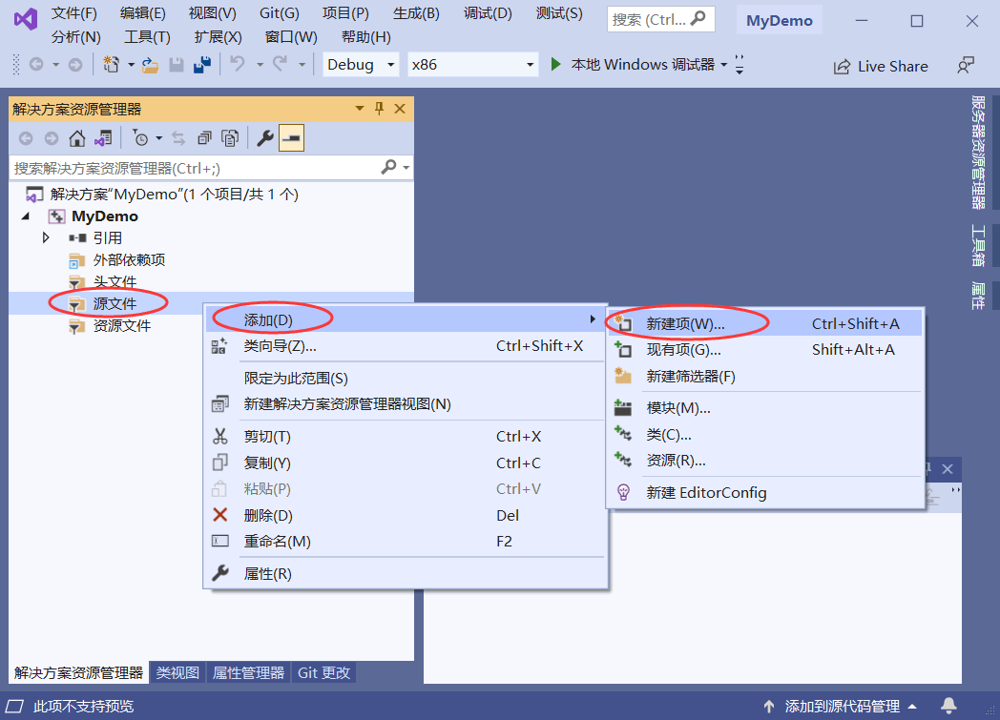 文件(F) 编辑(E) 视图(V) Git(G) 项目(P) 生成(B) 调试(D) 测试(S) 搜索 (Ctrl... MyDemo
分析(N) 工具(T) 扩展(X) 窗口(W) 帮助(H)
Debug x86 本地 Windows 调试器 Live Share
解决方案资源管理器
搜索解决方案资源管理器(Ctrl+;)
解决方案"MyDemo"(1 个项目/共 1 个)
MyDemo
引用
外部依赖项
头文件
源文件
资源文件
添加(D)
类向导(Z)... Ctrl+Shift+X
限定为此范围(S)
新建解决方案资源管理器视图(N)
剪切(T) Ctrl+X
复制(Y) Ctrl+C
粘贴(P) Ctrl+V
删除(D) Del
重命名(M) F2
属性(R)
新建项(W)... Ctrl+Shift+A
现有项(G)... Shift+Alt+A
新建筛选器(F)
模块(M)...
类(C)...
资源(R)...
新建 EditorConfig
服务器资源管理器
工具箱
属性
解决方案资源管理器 类视图 属性管理器 Git 更改
此项不支持预览 添加到源代码管理